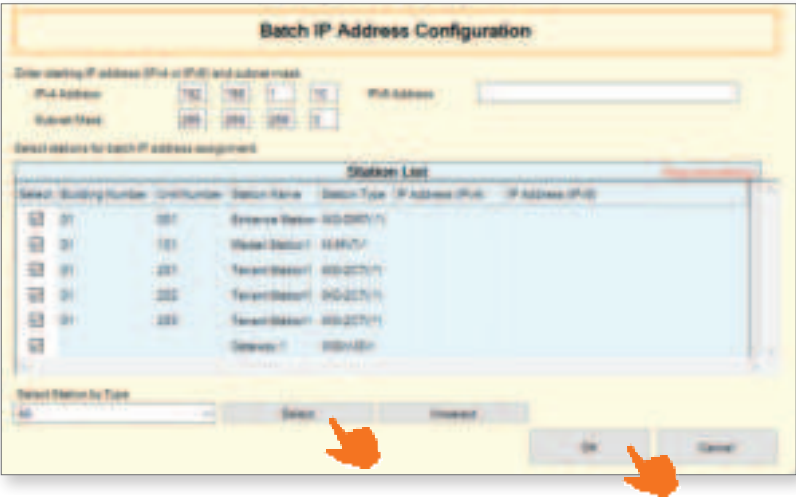 Batch IP Address Configuration
Enter starting IP address (IPv4 or IPv6) and subnet mask.
IPv4 Address 192 168 1 10 IPv6 Address
Subnet Mask 255 255 255 0
Select stations for batch IP address assignment.
Station List
Select Building Number Unit Number Station Name Station Type IP Address (IPv4) IP Address (IPv6)
01 001 Entrance Station
01 101 Master Station1
01 201 Tenant Station1
01 202 Tenant Station1
01 203 Tenant Station1
Gateway 1
Select Station by Type
All Select Unselect
OK Cancel